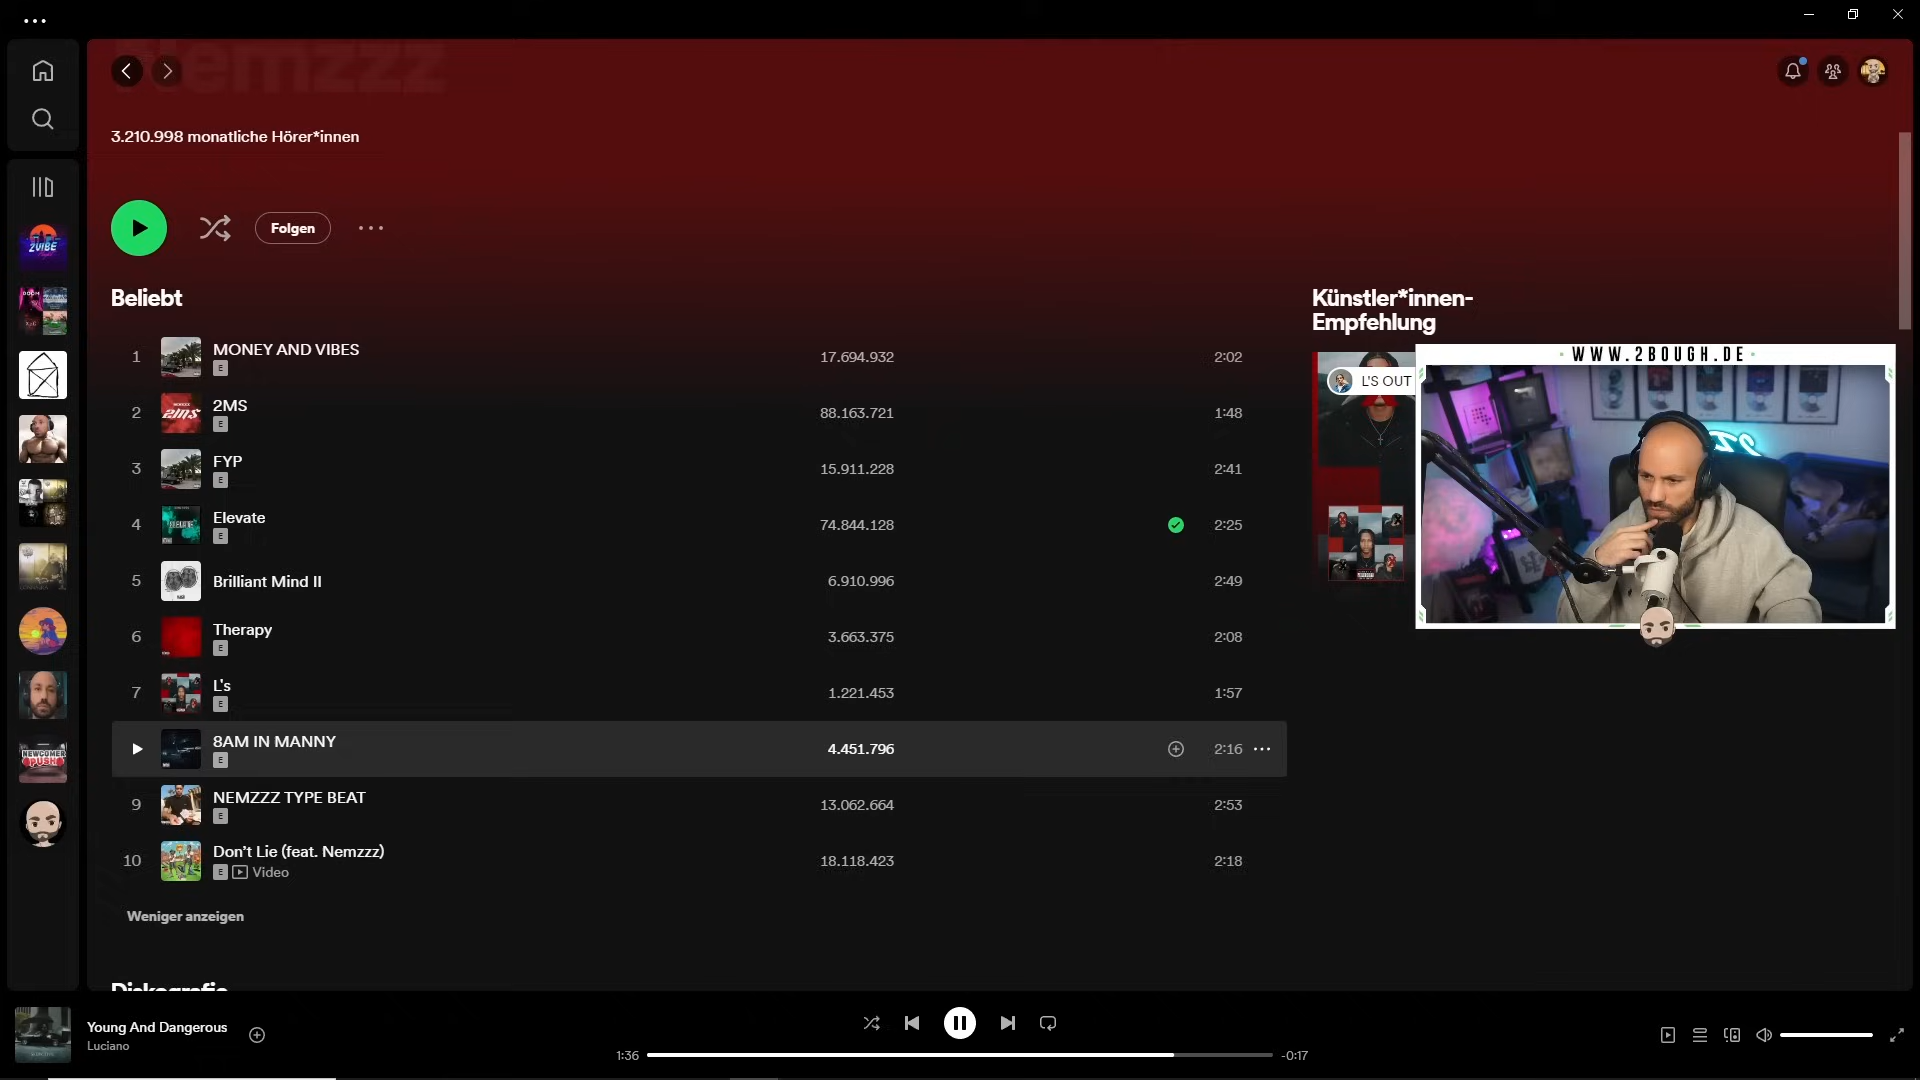 Nemzzz
3.210.998 monatliche Hörer*innen
Folgen
Beliebt
1 MONEY AND VIBES 17.694.932 2:02
E
2 2MS 88.163.721 1:48
E
3 FYP 15.911.228 2:41
E
4 Elevate 74.844.128 2:25
E
5 Brilliant Mind II 6.910.996 2:49
6 Therapy 3.663.375 2:08
E
7 L's 1.221.453 1:57
E
8AM IN MANNY 4.451.796 2:16
E
9 NEMZZZ TYPE BEAT 13.062.664 2:53
E
10 Don't Lie (feat. Nemzzz) 18.118.423 2:18
E Video
Weniger anzeigen
Diskografie
Künstler*innen-
Empfehlung
L'S OUT
WWW.2BOUGH.DE
2VIBE
NEWCOMER
PUSH
Young And Dangerous
Luciano
1:36 -0:17